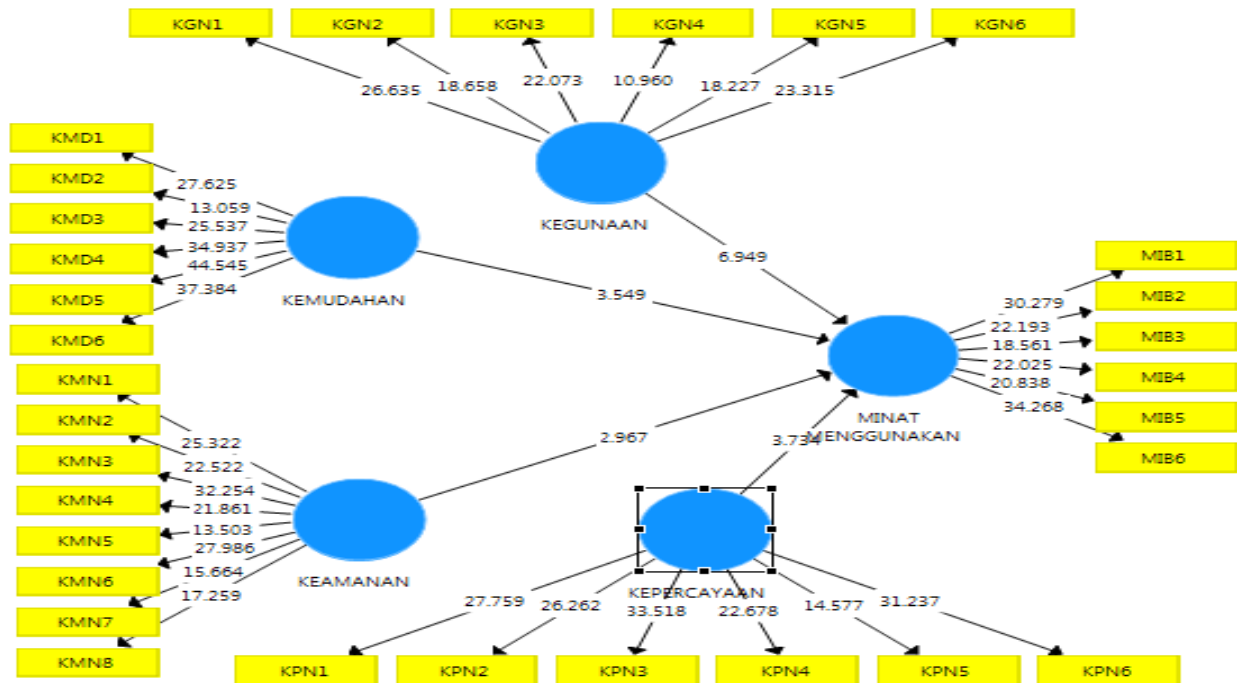 KGN1 KGN2 KGN3 KGN4 KGN5 KGN6
26.635 18.658 22.073 10.960 18.227 23.315
KMD1
KMD2
KMD3
KMD4
KMD5
KMD6
27.625
13.059
25.537
34.937
44.545
37.384
KEGUNAAN
KEMUDAHAN
6.949
3.549
MIB1
MIB2
MIB3
MIB4
MIB5
MIB6
30.279
22.193
18.561
22.025
20.838
34.268
MINAT
MENGGUNAKAN
KMN1
KMN2
KMN3
KMN4
KMN5
KMN6
KMN7
KMN8
25.322
22.522
32.254
21.861
13.503
27.986
15.664
17.259
KEAMANAN
2.967
3.734
KEPERCAYAAN
27.759 26.262 33.518 22.678 14.577 31.237
KPN1 KPN2 KPN3 KPN4 KPN5 KPN6